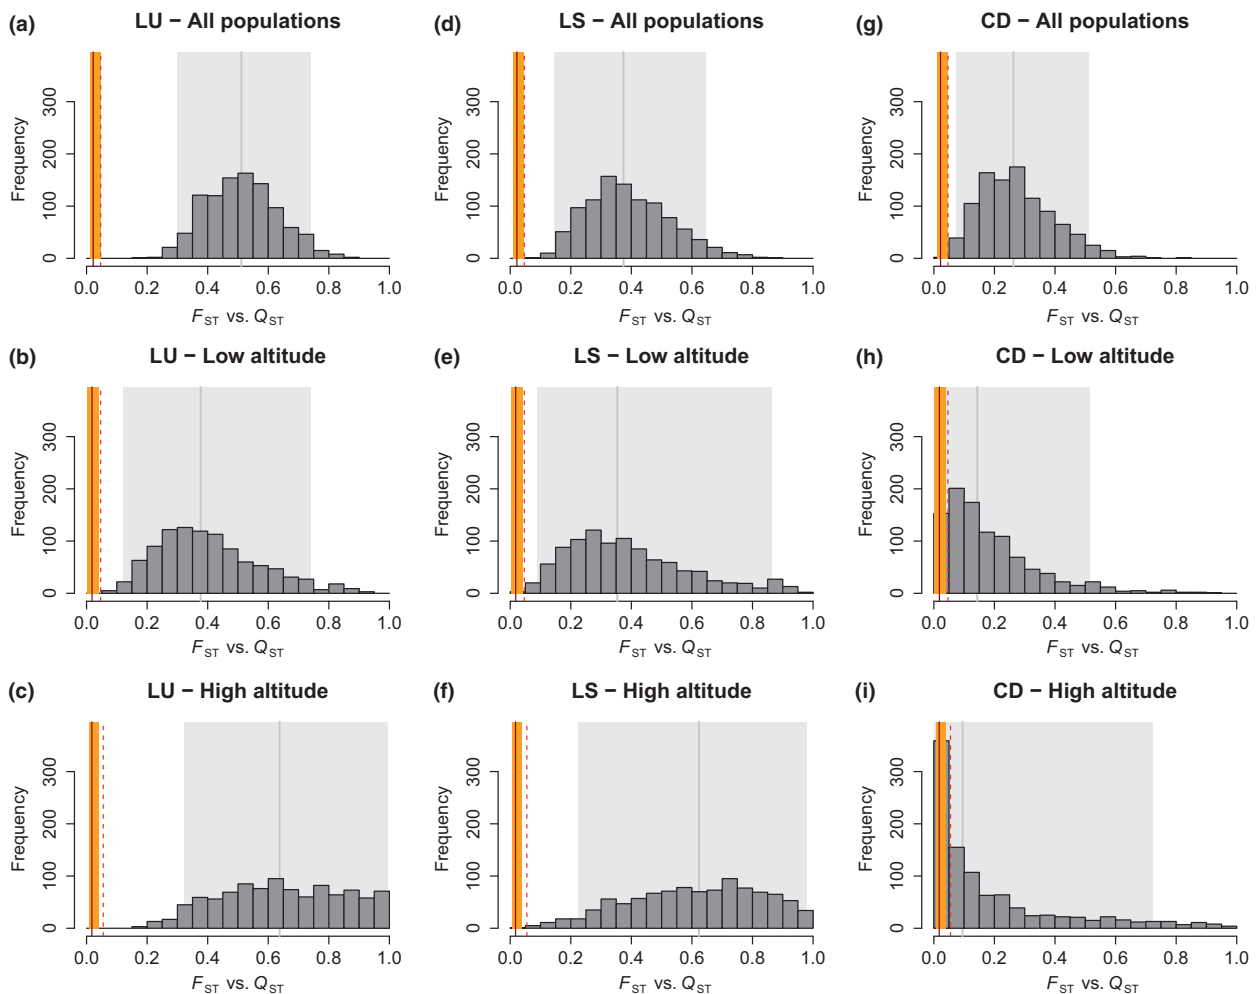 (a) LU − All populations
Frequency
0 100 200 300
0.0 0.2 0.4 0.6 0.8 1.0
FST vs. QST
(d) LS − All populations
Frequency
0 100 200 300
0.0 0.2 0.4 0.6 0.8 1.0
FST vs. QST
(g) CD − All populations
Frequency
0 100 200 300
0.0 0.2 0.4 0.6 0.8 1.0
FST vs. QST
(b) LU − Low altitude
Frequency
0 100 200 300
0.0 0.2 0.4 0.6 0.8 1.0
FST vs. QST
(e) LS − Low altitude
Frequency
0 100 200 300
0.0 0.2 0.4 0.6 0.8 1.0
FST vs. QST
(h) CD − Low altitude
Frequency
0 100 200 300
0.0 0.2 0.4 0.6 0.8 1.0
FST vs. QST
(c) LU − High altitude
Frequency
0 100 200 300
0.0 0.2 0.4 0.6 0.8 1.0
FST vs. QST
(f) LS − High altitude
Frequency
0 100 200 300
0.0 0.2 0.4 0.6 0.8 1.0
FST vs. QST
(i) CD − High altitude
Frequency
0 100 200 300
0.0 0.2 0.4 0.6 0.8 1.0
FST vs. QST